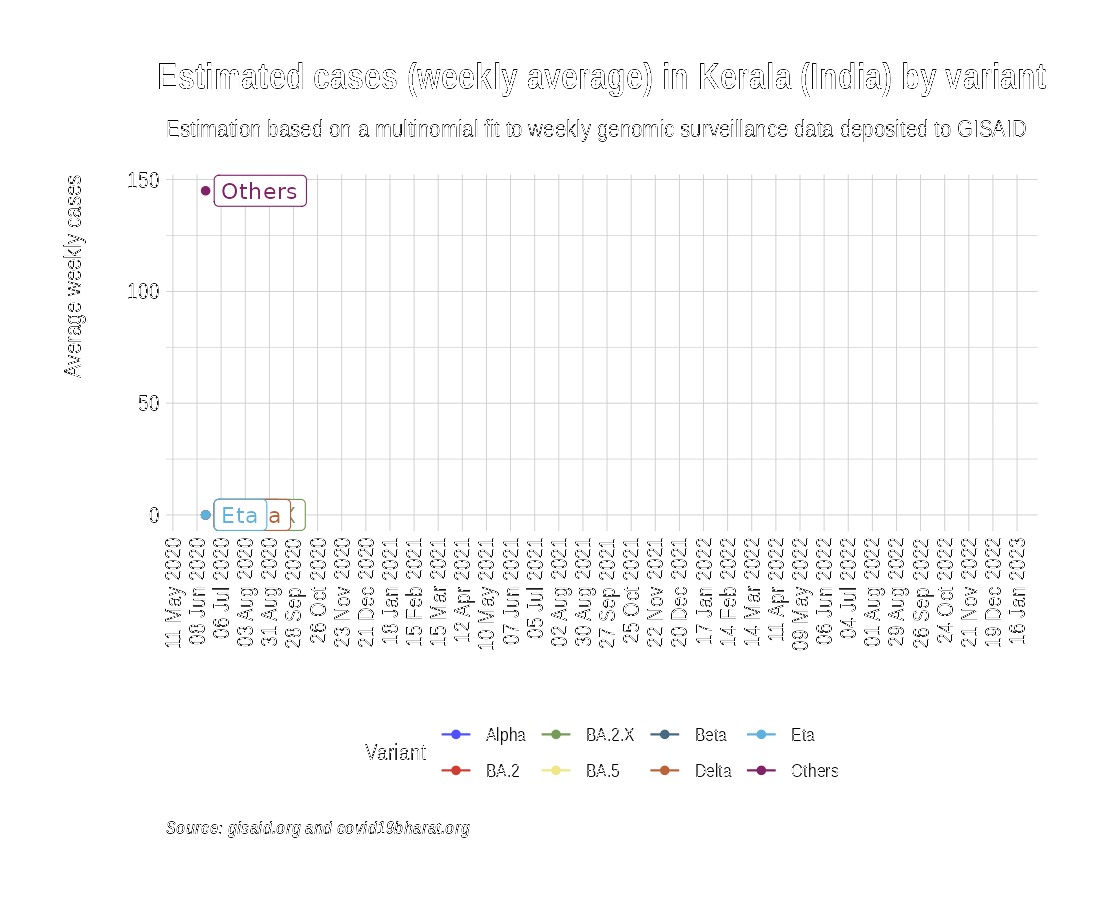 Estimated cases (weekly average) in Kerala (India) by variant
Estimation based on a multinomial fit to weekly genomic surveillance data deposited to GISAID
Average weekly cases
150
100
50
0
Others
Eta
a
X
11 May 2020
08 Jun 2020
06 Jul 2020
03 Aug 2020
31 Aug 2020
28 Sep 2020
26 Oct 2020
23 Nov 2020
21 Dec 2020
18 Jan 2021
15 Feb 2021
15 Mar 2021
12 Apr 2021
10 May 2021
07 Jun 2021
05 Jul 2021
02 Aug 2021
30 Aug 2021
27 Sep 2021
25 Oct 2021
22 Nov 2021
20 Dec 2021
17 Jan 2022
14 Feb 2022
14 Mar 2022
11 Apr 2022
09 May 2022
06 Jun 2022
04 Jul 2022
01 Aug 2022
29 Aug 2022
26 Sep 2022
24 Oct 2022
21 Nov 2022
19 Dec 2022
16 Jan 2023
Variant
Alpha
BA.2.X
Beta
Eta
BA.2
BA.5
Delta
Others
Source: gisaid.org and covid19bharat.org